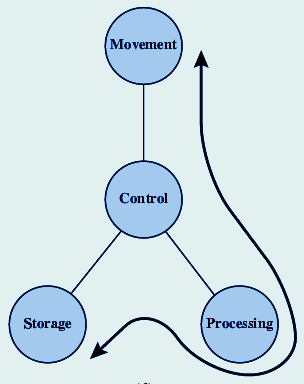 Movement
Control
Storage
Processing